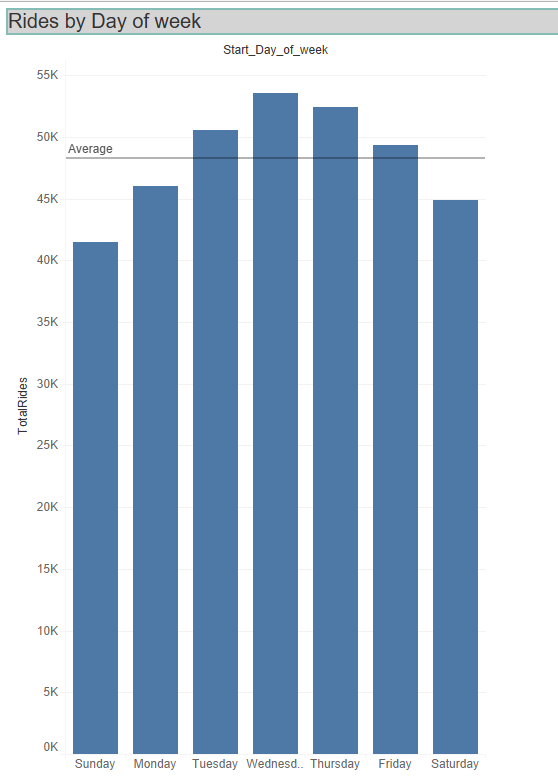 Rides by Day of week
Start_Day_of_week
55K
50K
Average
45K
40K
35K
30K
TotalRides
25K
20K
15K
10K
5K
0K
Sunday Monday Tuesday Wednesd.. Thursday Friday Saturday